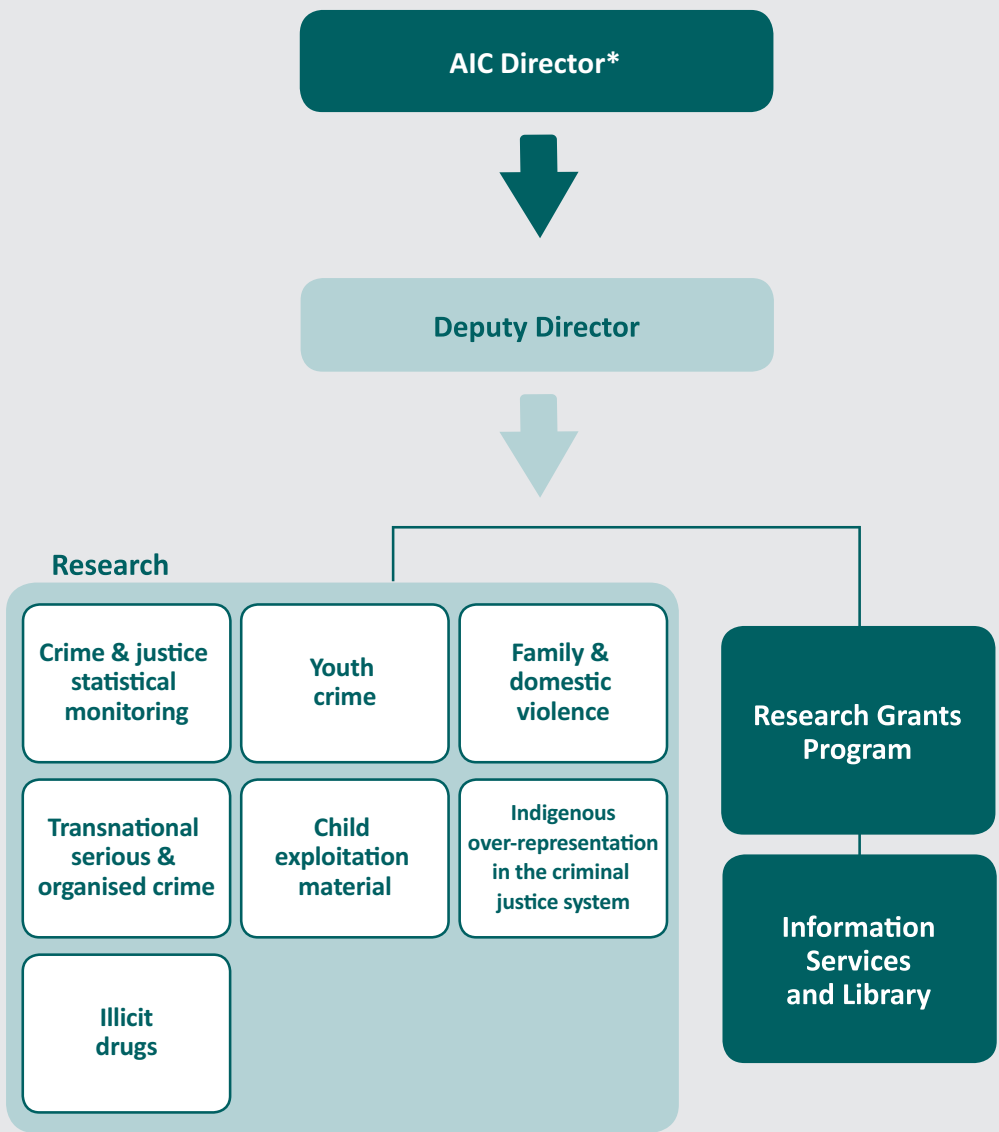 AIC Director*
Deputy Director
Research
Crime & justice
statistical
monitoring
Youth
crime
Family &
domestic
violence
Transnational
serious &
organised crime
Child
exploitation
material
Indigenous
over-representation
in the criminal
justice system
Illicit
drugs
Research Grants
Program
Information
Services
and Library